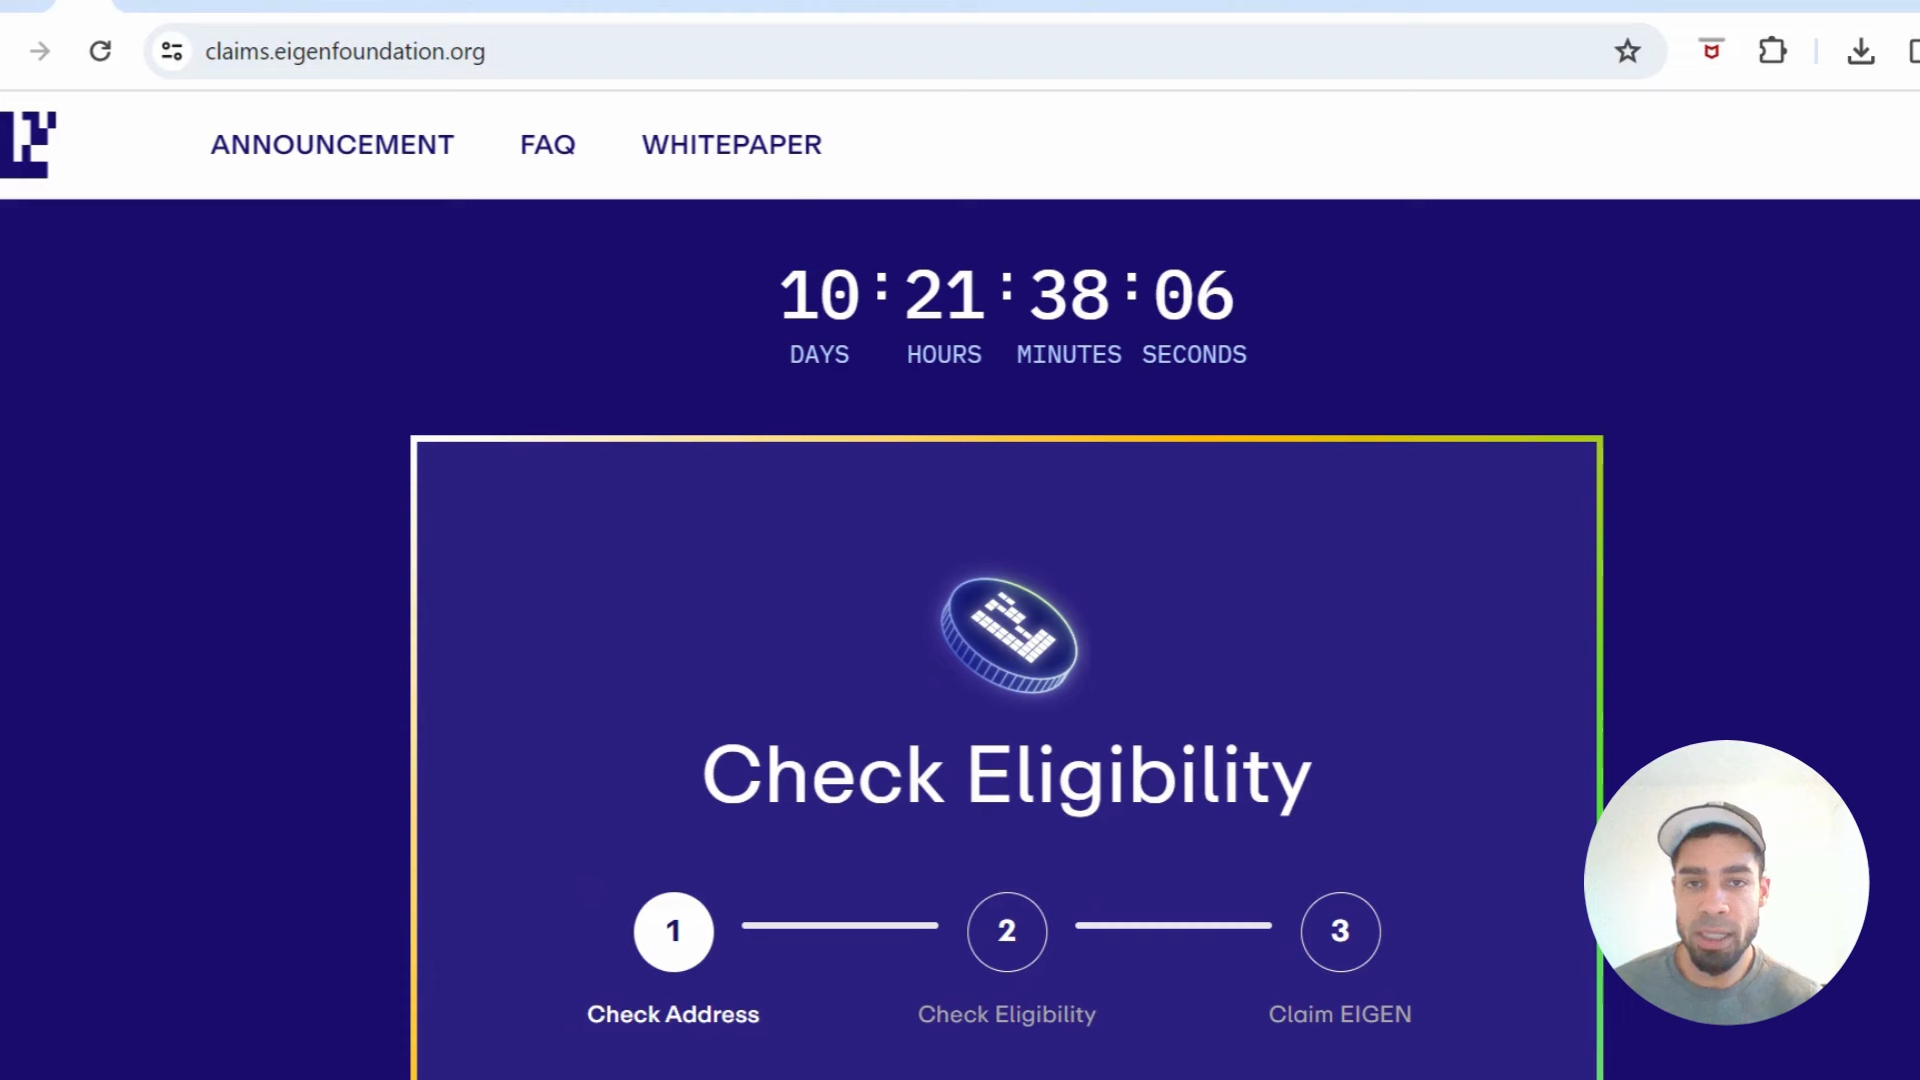 claims.eigenfoundation.org
ANNOUNCEMENT FAQ WHITEPAPER
10:21:38:06
DAYS HOURS MINUTES SECONDS
Check Eligibility
1 2 3
Check Address Check Eligibility Claim EIGEN